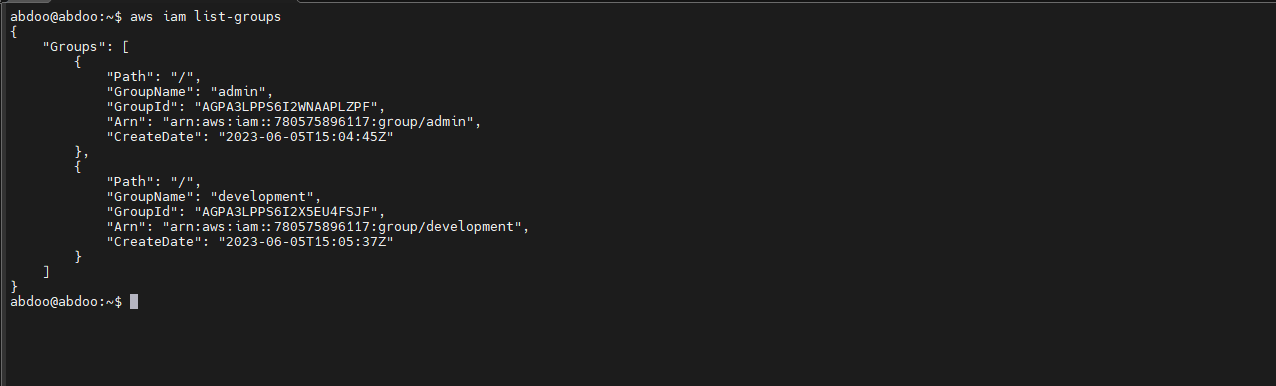 abdoo@abdoo:~$ aws iam list-groups
{
    "Groups": [
        {
            "Path": "/",
            "GroupName": "admin",
            "GroupId": "AGPA3LPPS6I2WNAAPLZPF",
            "Arn": "arn:aws:iam::780575896117:group/admin",
            "CreateDate": "2023-06-05T15:04:45Z"
        },
        {
            "Path": "/",
            "GroupName": "development",
            "GroupId": "AGPA3LPPS6I2X5EU4FSJF",
            "Arn": "arn:aws:iam::780575896117:group/development",
            "CreateDate": "2023-06-05T15:05:37Z"
        }
    ]
}
abdoo@abdoo:~$